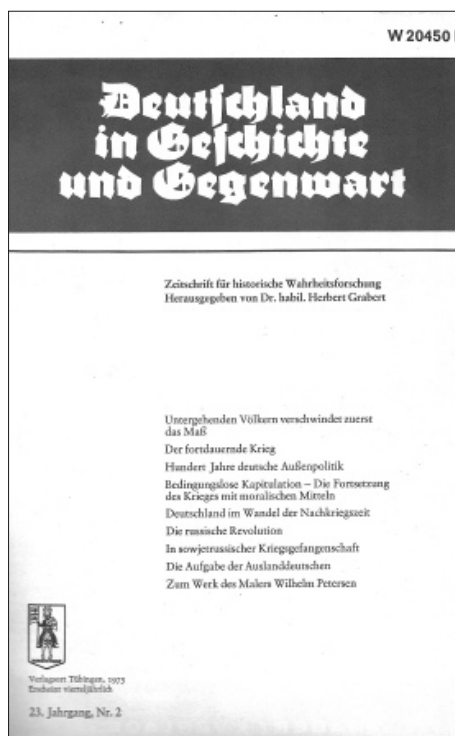 W 20450
Deutschland
in Geschichte
und Gegenwart
Zeitschrift für historische Wahrheitsforschung
Herausgegeben von Dr. habil. Herbert Grabert
Untergehenden Völkern verschwindet zuerst
das Maß
Der fortdauernde Krieg
Hundert Jahre deutsche Außenpolitik
Bedingungslose Kapitulation – Die Fortsetzung
des Krieges mit moralischen Mitteln
Deutschland im Wandel der Nachkriegszeit
Die russische Revolution
In sowjetrussischer Kriegsgefangenschaft
Die Aufgabe der Auslanddeutschen
Zum Werk des Malers Wilhelm Petersen
Verlagsort Tübingen, 1975
Erscheint vierteljährlich
23. Jahrgang, Nr. 2